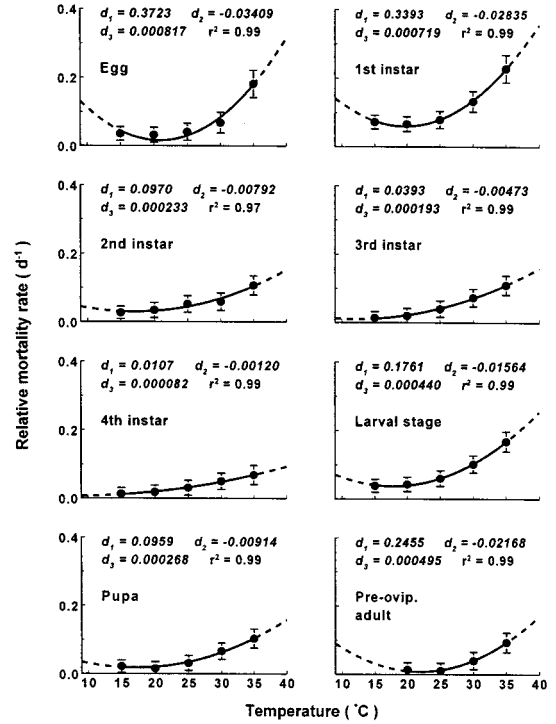 Relative mortality rate ( d⁻¹ )
0.4
0.2
0.0
d₁ = 0.3723 d₂ = -0.03409
d₃ = 0.000817 r² = 0.99
Egg
d₁ = 0.3393 d₂ = -0.02835
d₃ = 0.000719 r² = 0.99
1st instar
0.4
0.2
0.0
d₁ = 0.0970 d₂ = -0.00792
d₃ = 0.000233 r² = 0.97
2nd instar
d₁ = 0.0393 d₂ = -0.00473
d₃ = 0.000193 r² = 0.99
3rd instar
0.4
0.2
0.0
d₁ = 0.0107 d₂ = -0.00120
d₃ = 0.000082 r² = 0.99
4th instar
d₁ = 0.1761 d₂ = -0.01564
d₃ = 0.000440 r² = 0.99
Larval stage
0.4
0.2
0.0
d₁ = 0.0959 d₂ = -0.00914
d₃ = 0.000268 r² = 0.99
Pupa
d₁ = 0.2455 d₂ = -0.02168
d₃ = 0.000495 r² = 0.99
Pre-ovip.
adult
10 15 20 25 30 35 40
10 15 20 25 30 35 40
Temperature ( °C )